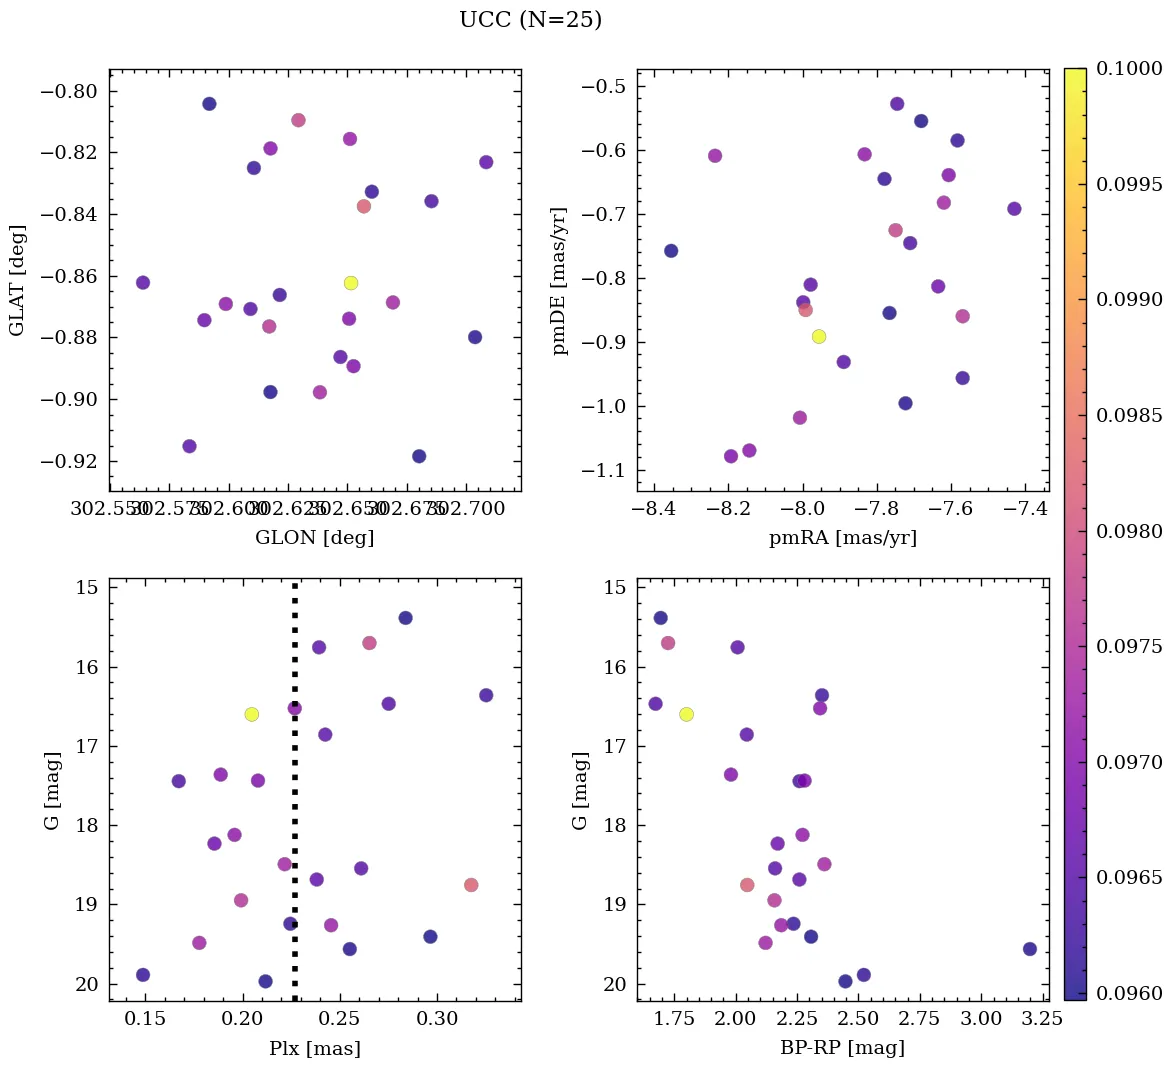 UCC (N=25)
−0.80
−0.82
−0.84
−0.86
−0.88
−0.90
−0.92
GLAT [deg]
302.550 302.575 302.600 302.625 302.650 302.675 302.700
GLON [deg]
−0.5
−0.6
−0.7
−0.8
−0.9
−1.0
−1.1
pmDE [mas/yr]
−8.4 −8.2 −8.0 −7.8 −7.6 −7.4
pmRA [mas/yr]
15
16
17
18
19
20
G [mag]
0.15 0.20 0.25 0.30
Plx [mas]
15
16
17
18
19
20
G [mag]
1.75 2.00 2.25 2.50 2.75 3.00 3.25
BP-RP [mag]
0.1000
0.0995
0.0990
0.0985
0.0980
0.0975
0.0970
0.0965
0.0960